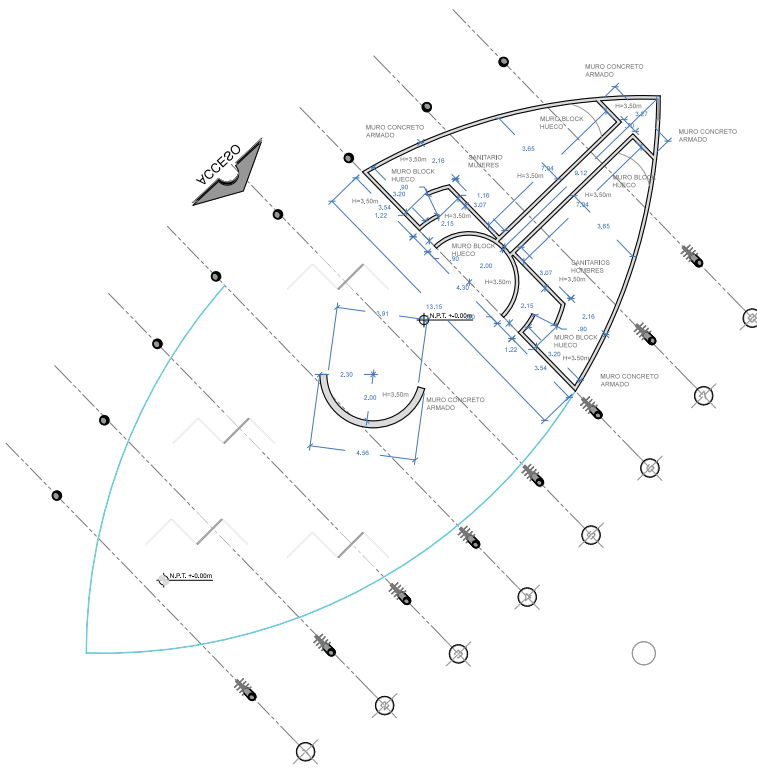 MURO CONCRETO
ARMADO
H=3,50m
3.27
MURO BLOCK
HUECO
MURO CONCRETO
ARMADO
MURO CONCRETO
ARMADO
3.65
H=3,50m
2.16
SANITARIO
MUJERES
7.04
9.12
H=3,50m
MURO BLOCK
HUECO
7.04
MURO BLOCK
HUECO
.90
3.20
1.16
3.07
H=3,50m
3.54
1.22
H=3,50m
2.15
3.65
ACCESO
MURO BLOCK
HUECO
.90
2.00
4.30
H=3,50m
SANITARIOS
HOMBRES
3.07
H=3,50m
13.15
2.15
3.91
N.P.T. +-0.00m
2.16
.90
MURO BLOCK
HUECO
1.22
3.20
H=3,50m
3.54
2.30
2.00
H=3,50m
MURO CONCRETO
ARMADO
MURO CONCRETO
ARMADO
4.56
N.P.T. +-0.00m